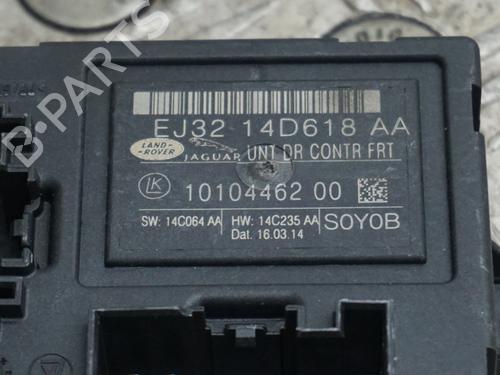 B-PARTS
EJ32 14D618 AA
LAND-ROVER
JAGUAR UNT DR CONTR FRT
LK 10104462 00
SW: 14C064 AA HW: 14C235 AA SOYOB
Dat. 16.03.14